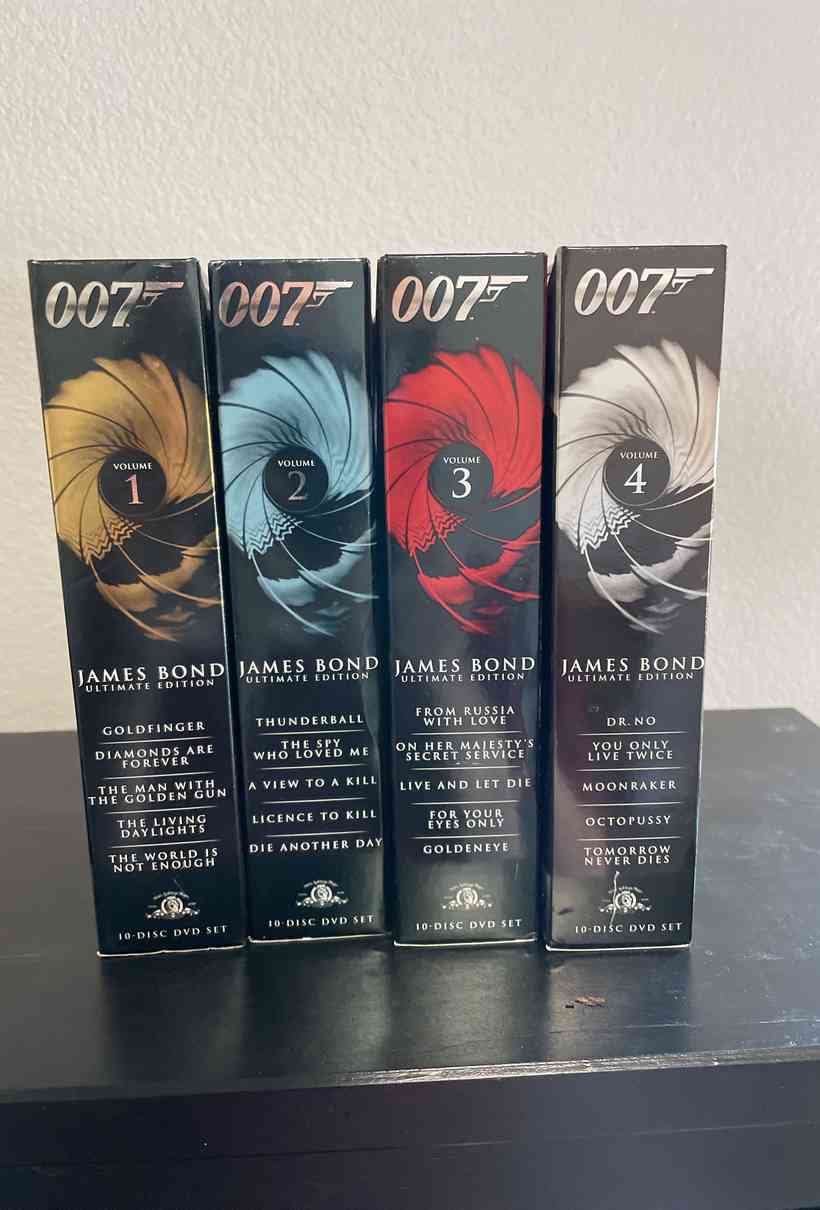 007
VOLUME
1
JAMES BOND
ULTIMATE EDITION
GOLDFINGER
DIAMONDS ARE
FOREVER
THE MAN WITH
THE GOLDEN GUN
THE LIVING
DAYLIGHTS
THE WORLD IS
NOT ENOUGH
10-DISC DVD SET
007
VOLUME
2
JAMES BOND
ULTIMATE EDITION
THUNDERBALL
THE SPY
WHO LOVED ME
A VIEW TO A KILL
LICENCE TO KILL
DIE ANOTHER DAY
10-DISC DVD SET
007
VOLUME
3
JAMES BOND
ULTIMATE EDITION
FROM RUSSIA
WITH LOVE
ON HER MAJESTY'S
SECRET SERVICE
LIVE AND LET DIE
FOR YOUR
EYES ONLY
GOLDENEYE
10-DISC DVD SET
007
VOLUME
4
JAMES BOND
ULTIMATE EDITION
DR. NO
YOU ONLY
LIVE TWICE
MOONRAKER
OCTOPUSSY
TOMORROW
NEVER DIES
10-DISC DVD SET